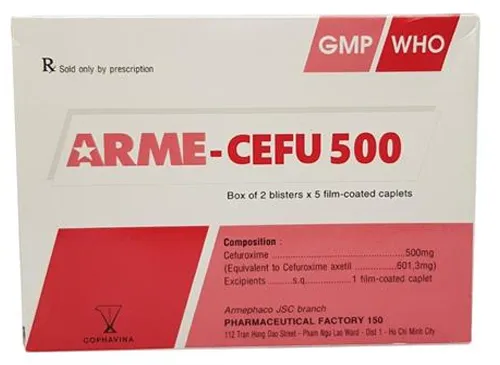 GMP WHO
Rx Sold only by prescription
ARME-CEFU 500
Box of 2 blisters x 5 film-coated caplets
Composition :
Cefuroxime ........................................ 500mg
(Equivalent to Cefuroxime axetil ................ 601,3mg)
Excipients ........ s.q .......... 1 film-coated caplet
Armephaco JSC branch
PHARMACEUTICAL FACTORY 150
112 Tran Hung Dao Street - Pham Ngu Lao Ward - Dist 1 - Ho Chi Minh City
COPHAVINA